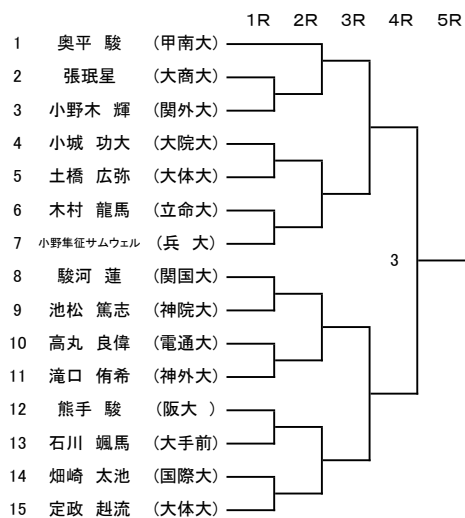 1R 2R 3R 4R 5R
1 奥平 駿 (甲南大)
2 張珉星 (大商大)
3 小野木 輝 (関外大)
4 小城 功大 (大院大)
5 土橋 広弥 (大体大)
6 木村 龍馬 (立命大)
7 小野隼征サムウェル (兵 大)
3
8 駿河 蓮 (関国大)
9 池松 篤志 (神院大)
10 高丸 良偉 (電通大)
11 滝口 侑希 (神外大)
12 熊手 駿 (阪大 )
13 石川 颯馬 (大手前)
14 畑崎 太池 (国際大)
15 定政 赳流 (大体大)